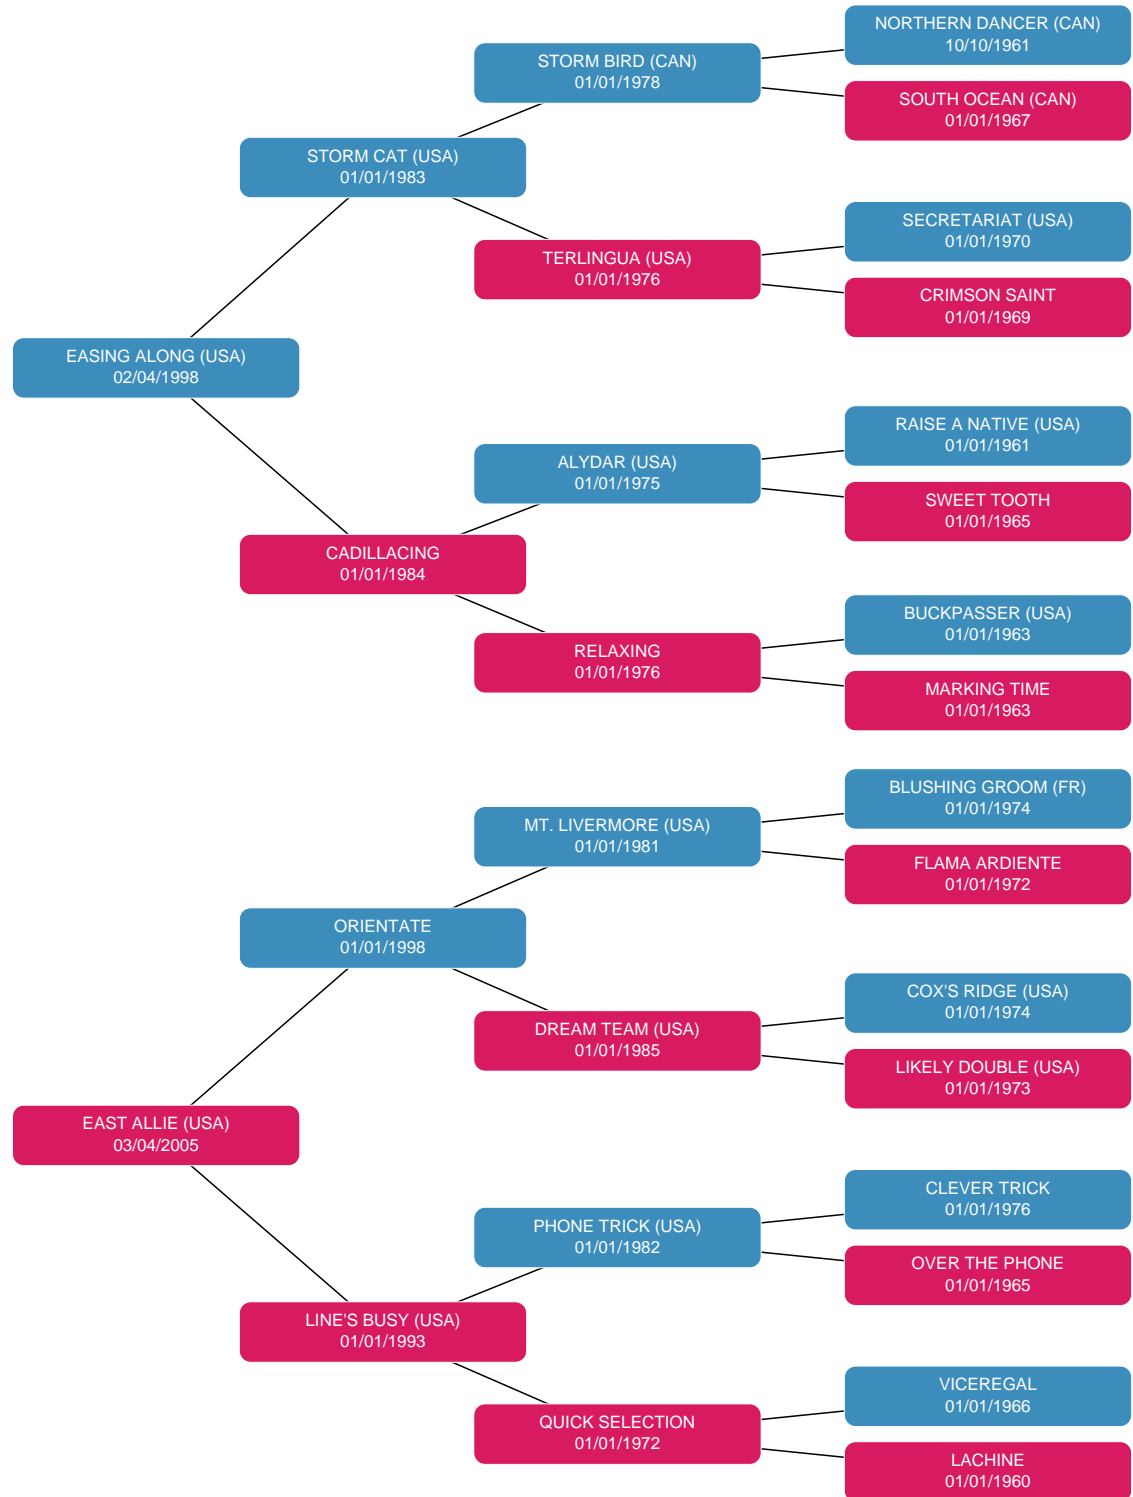 NORTHERN DANCER (CAN)
10/10/1961
STORM BIRD (CAN)
01/01/1978
SOUTH OCEAN (CAN)
01/01/1967
STORM CAT (USA)
01/01/1983
SECRETARIAT (USA)
01/01/1970
TERLINGUA (USA)
01/01/1976
CRIMSON SAINT
01/01/1969
EASING ALONG (USA)
02/04/1998
RAISE A NATIVE (USA)
01/01/1961
ALYDAR (USA)
01/01/1975
SWEET TOOTH
01/01/1965
CADILLACING
01/01/1984
BUCKPASSER (USA)
01/01/1963
RELAXING
01/01/1976
MARKING TIME
01/01/1963
BLUSHING GROOM (FR)
01/01/1974
MT. LIVERMORE (USA)
01/01/1981
FLAMA ARDIENTE
01/01/1972
ORIENTATE
01/01/1998
COX'S RIDGE (USA)
01/01/1974
DREAM TEAM (USA)
01/01/1985
LIKELY DOUBLE (USA)
01/01/1973
EAST ALLIE (USA)
03/04/2005
CLEVER TRICK
01/01/1976
PHONE TRICK (USA)
01/01/1982
OVER THE PHONE
01/01/1965
LINE'S BUSY (USA)
01/01/1993
VICEREGAL
01/01/1966
QUICK SELECTION
01/01/1972
LACHINE
01/01/1960